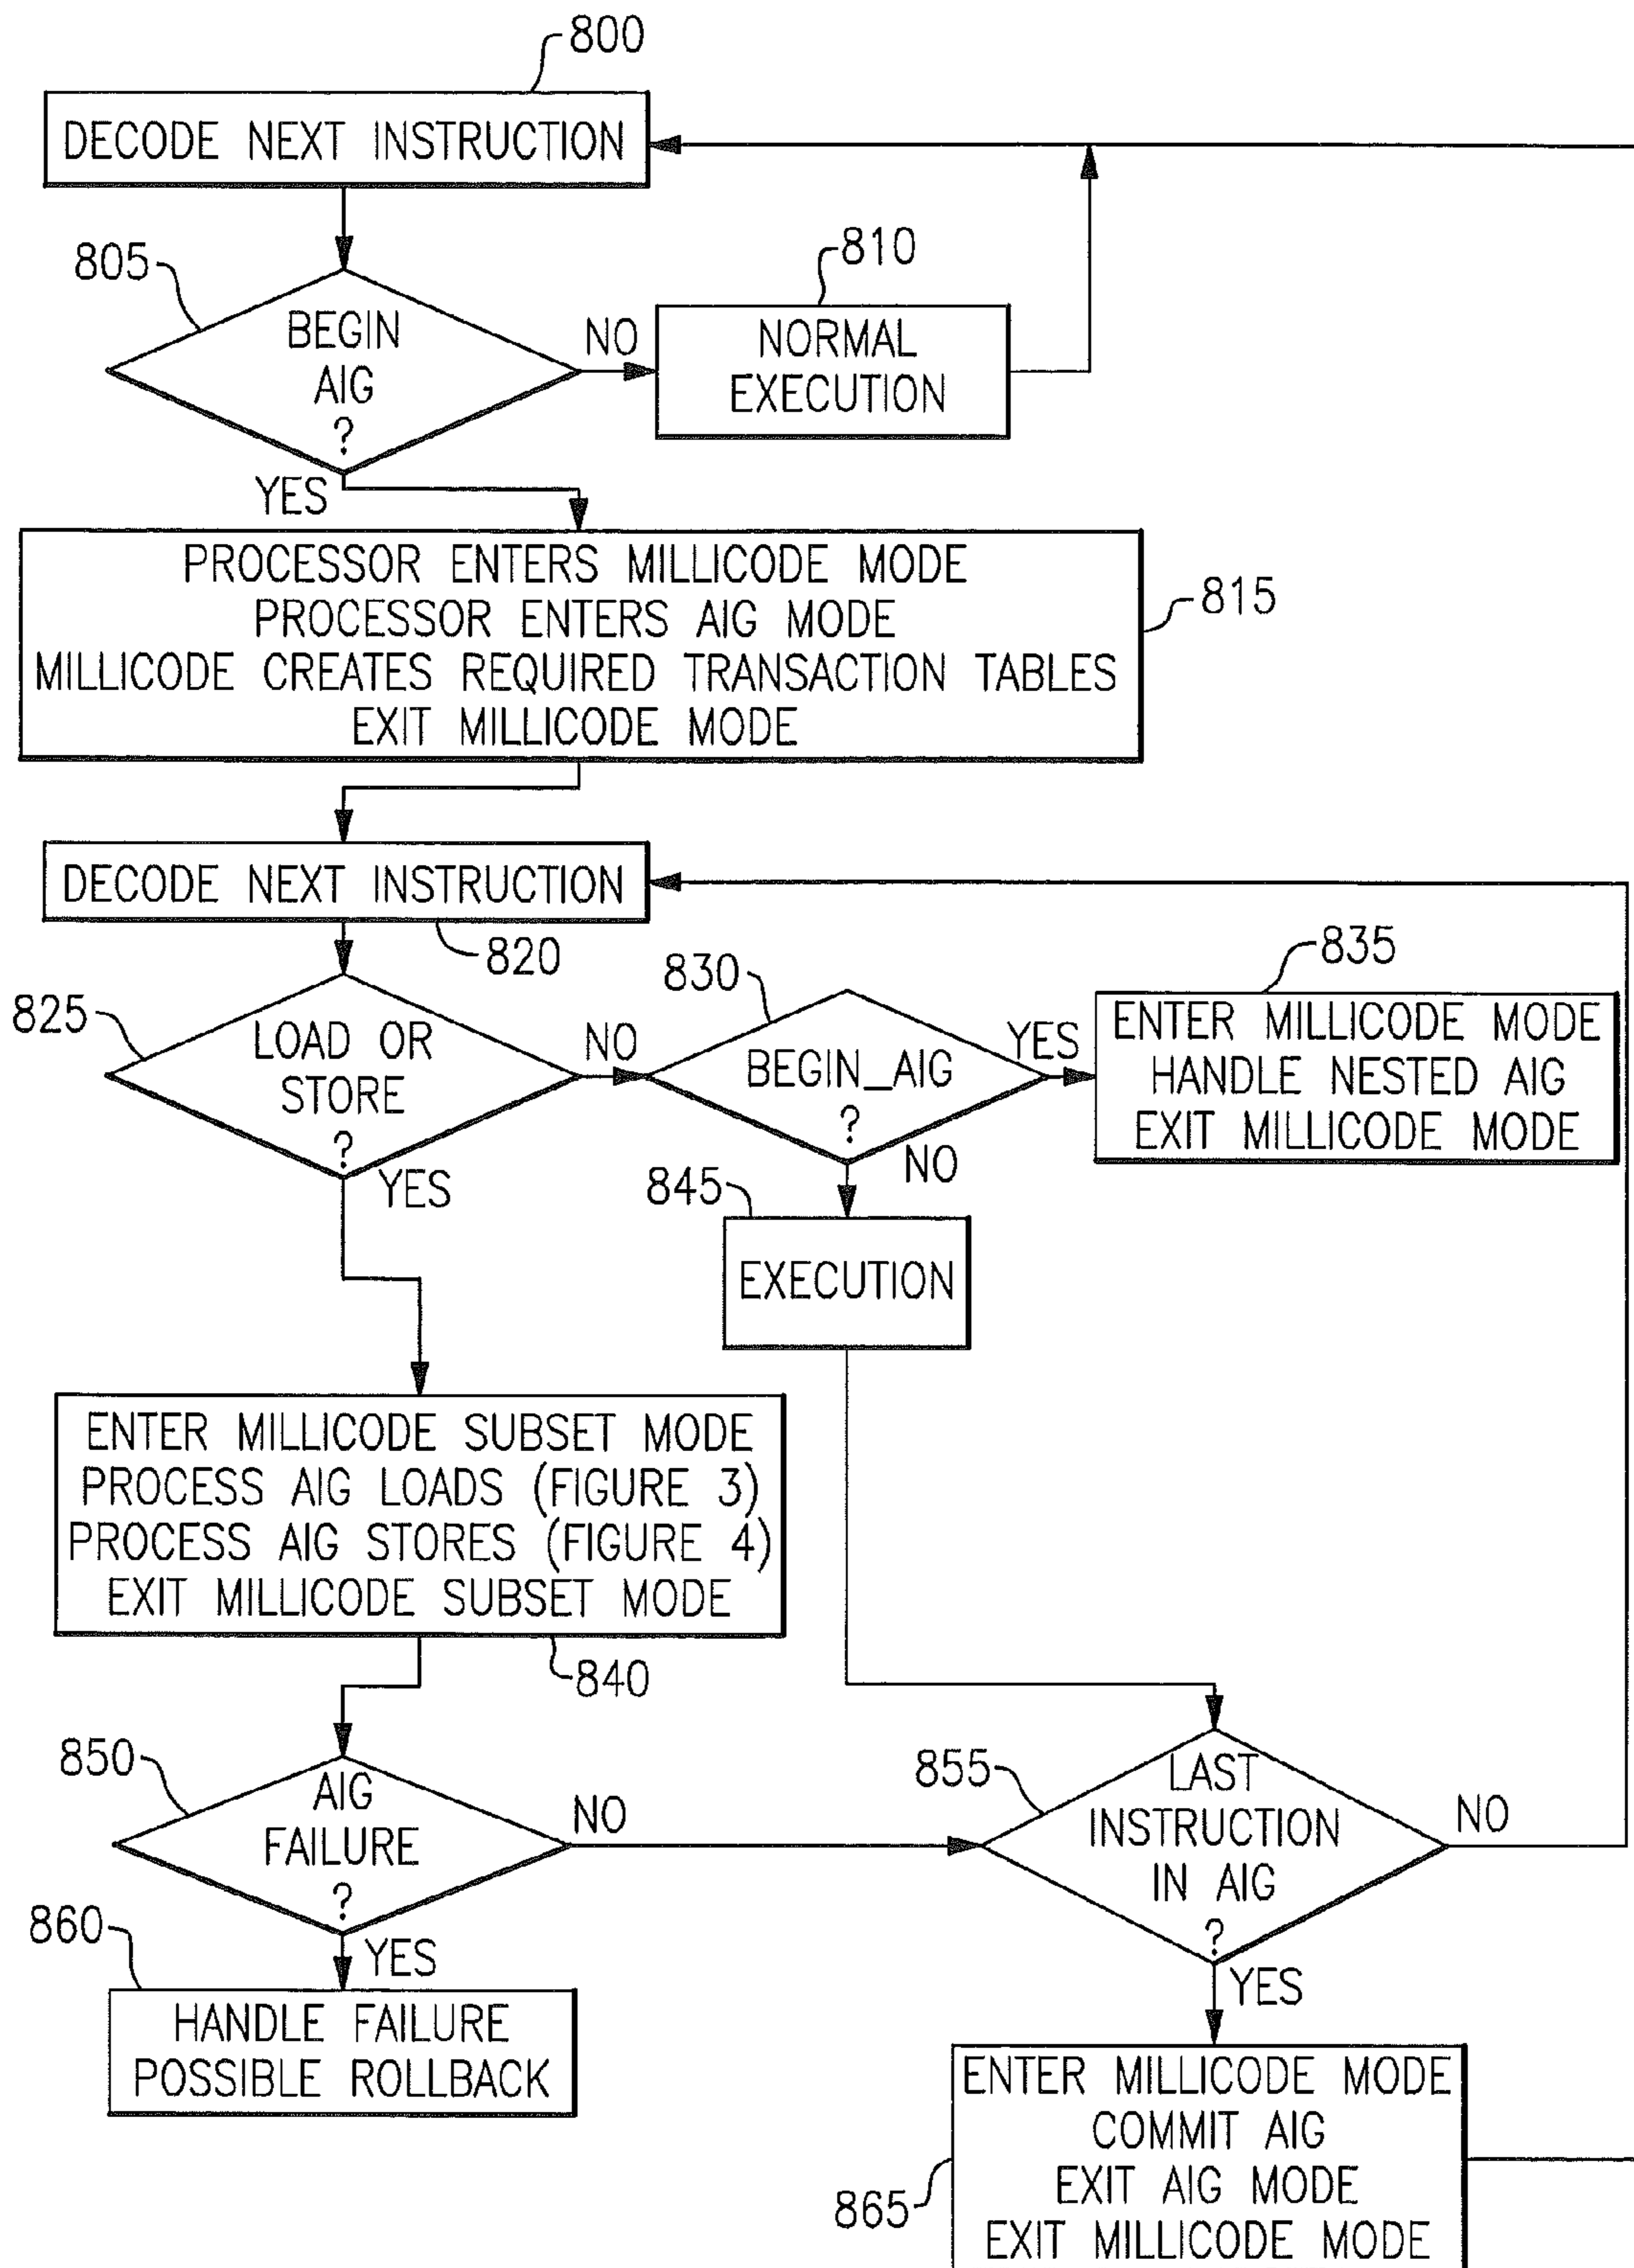 800
DECODE NEXT INSTRUCTION
805
BEGIN
AIG
?
NO
YES
810
NORMAL
EXECUTION
PROCESSOR ENTERS MILLICODE MODE
PROCESSOR ENTERS AIG MODE
MILLICODE CREATES REQUIRED TRANSACTION TABLES
EXIT MILLICODE MODE
815
DECODE NEXT INSTRUCTION
820
825
LOAD OR
STORE
?
NO
YES
830
BEGIN_AIG
?
YES
NO
835
ENTER MILLICODE MODE
HANDLE NESTED AIG
EXIT MILLICODE MODE
845
EXECUTION
ENTER MILLICODE SUBSET MODE
PROCESS AIG LOADS (FIGURE 3)
PROCESS AIG STORES (FIGURE 4)
EXIT MILLICODE SUBSET MODE
840
850
AIG
FAILURE
?
NO
YES
855
LAST
INSTRUCTION
IN AIG
?
NO
YES
860
HANDLE FAILURE
POSSIBLE ROLLBACK
ENTER MILLICODE MODE
COMMIT AIG
EXIT AIG MODE
EXIT MILLICODE MODE
865